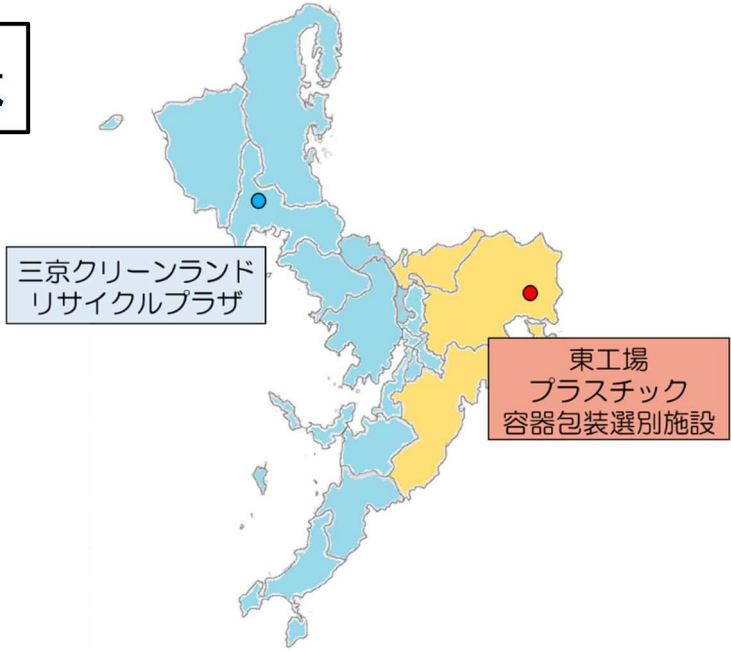 三京クリーンランド
リサイクルプラザ
東工場
プラスチック
容器包装選別施設